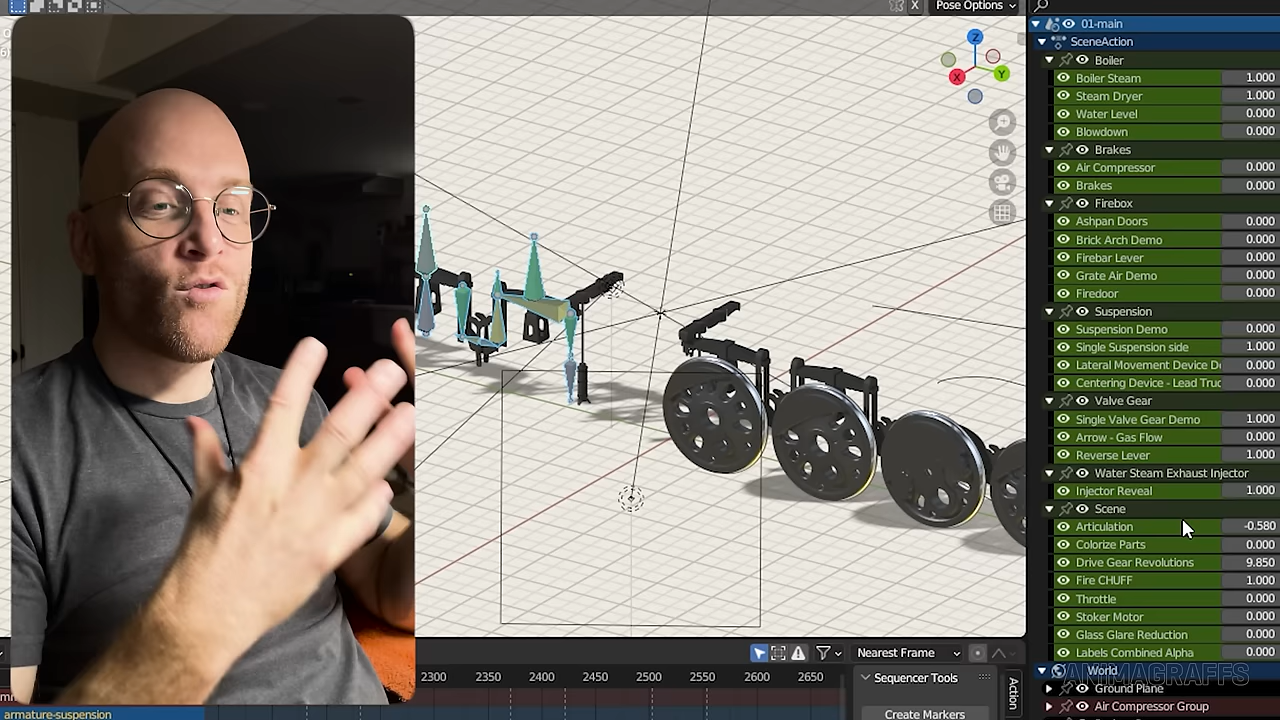 Pose Options
X
Z
X
Y
01-main
SceneAction
Boiler
Boiler Steam 1.000
Steam Dryer 1.000
Water Level 0.000
Blowdown 0.000
Brakes
Air Compressor 0.000
Brakes 0.000
Firebox
Ashpan Doors 0.000
Brick Arch Demo 0.000
Firebar Lever 0.000
Grate Air Demo 0.000
Firedoor 0.000
Suspension
Suspension Demo 0.000
Single Suspension side 1.000
Lateral Movement Device D 0.000
Centering Device - Lead Truc 0.000
Valve Gear
Single Valve Gear Demo 1.000
Arrow - Gas Flow 0.000
Reverse Lever 1.000
Water Steam Exhaust Injector
Injector Reveal 1.000
Scene
Articulation -0.580
Colorize Parts 0.000
Drive Gear Revolutions 9.850
Fire CHUFF 1.000
Throttle 0.000
Stoker Motor 0.000
Glass Glare Reduction 0.000
Labels Combined Alpha 0.000
World
ANIMAGRAFFS
Ground Plane
Air Compressor Group
Nearest Frame
2300 2350 2400 2450 2500 2550 2600 2650
Sequencer Tools
Action
Create Markers
armature-suspension